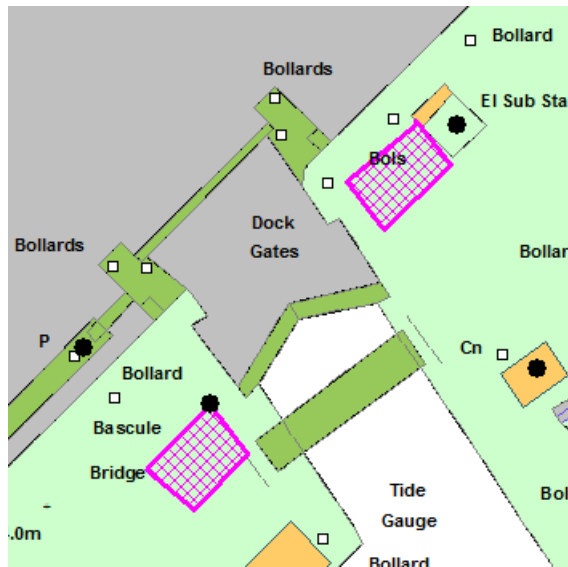 Bollard
Bollards
El Sub Sta
Bols
Dock
Gates
Bollards
Bollar
P
Cn
Bollard
Bascule
Bridge
Tide
Gauge
Bol
.0m
Bollard